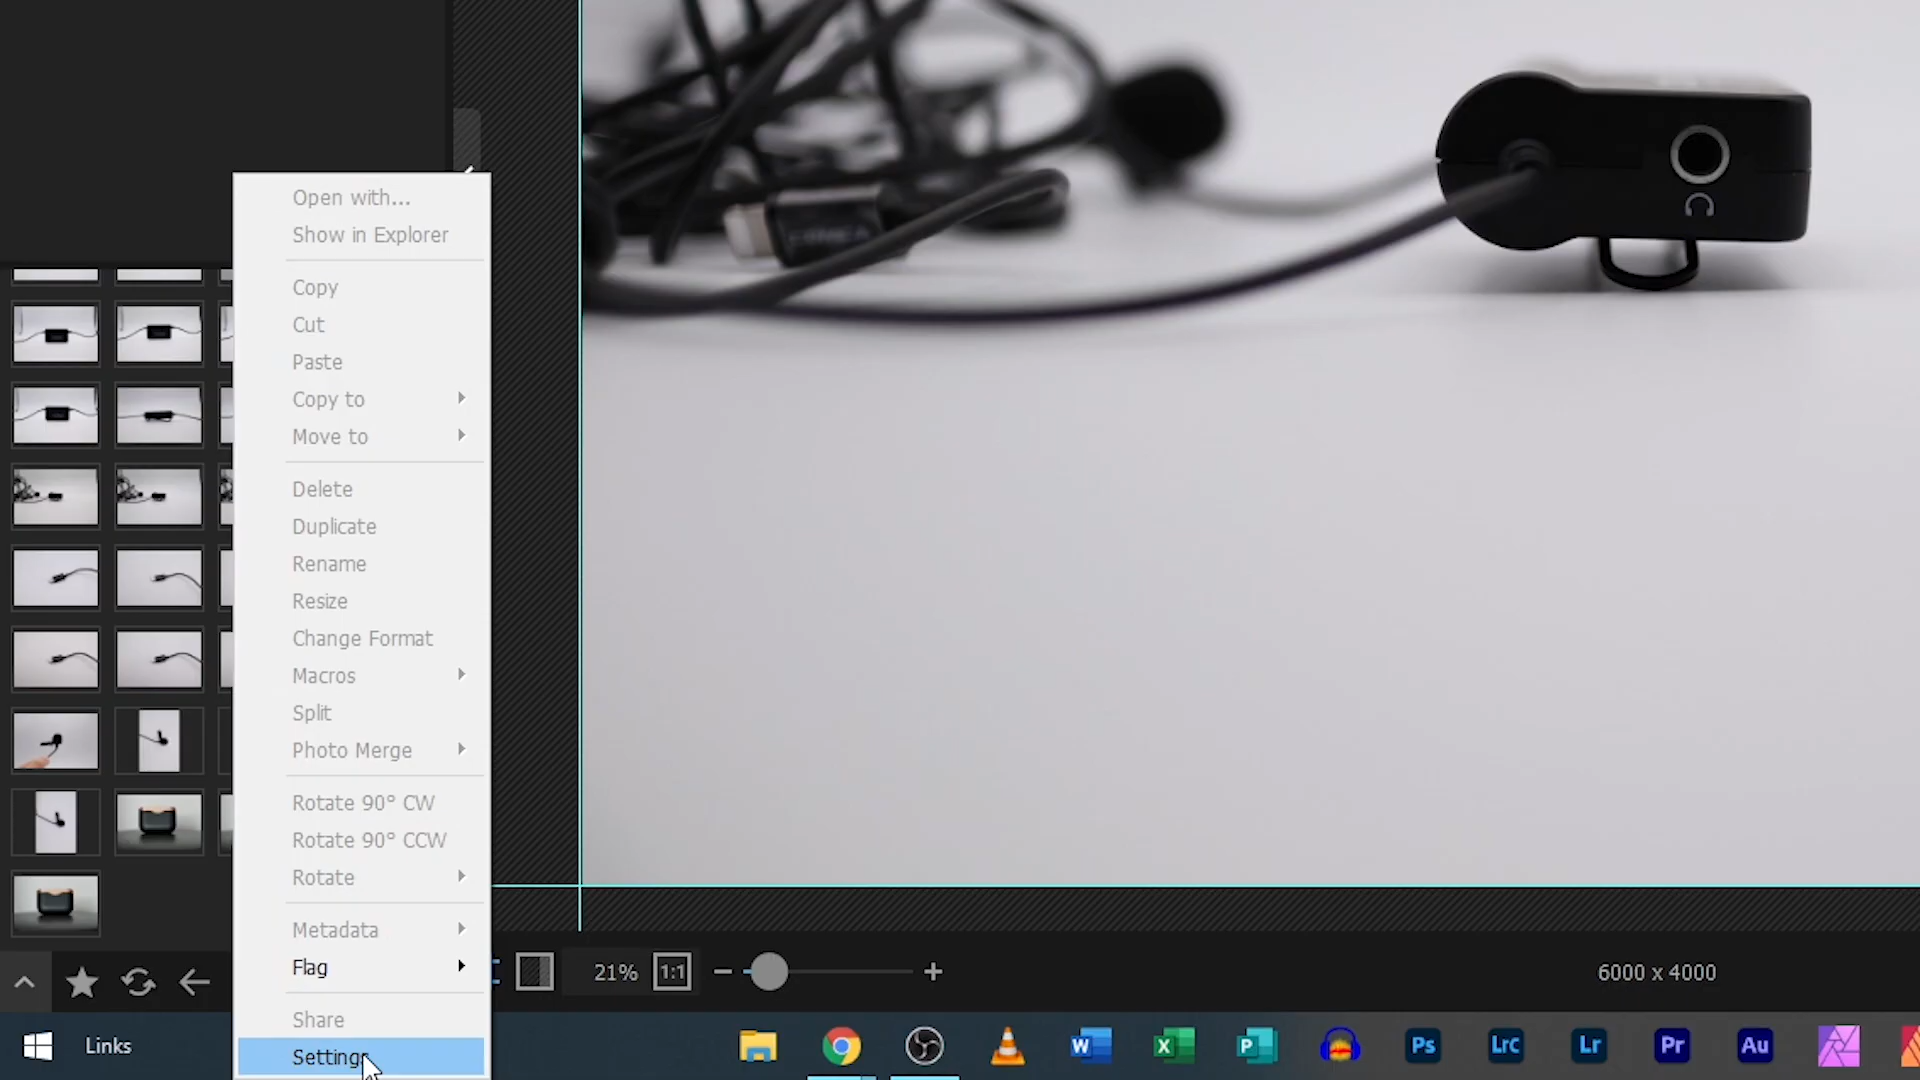 Open with...
Show in Explorer
Copy
Cut
Paste
Copy to
Move to
Delete
Duplicate
Rename
Resize
Change Format
Macros
Split
Photo Merge
Rotate 90° CW
Rotate 90° CCW
Rotate
Metadata
Flag
Share
Settings
21%
1:1
6000 x 4000
Links
W
X
P
Ps
LrC
Lr
Pr
Au